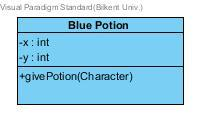 Visual Paradigm Standard(Bilkent Univ.)
Blue Potion
-x : int
-y : int
+givePotion(Character)